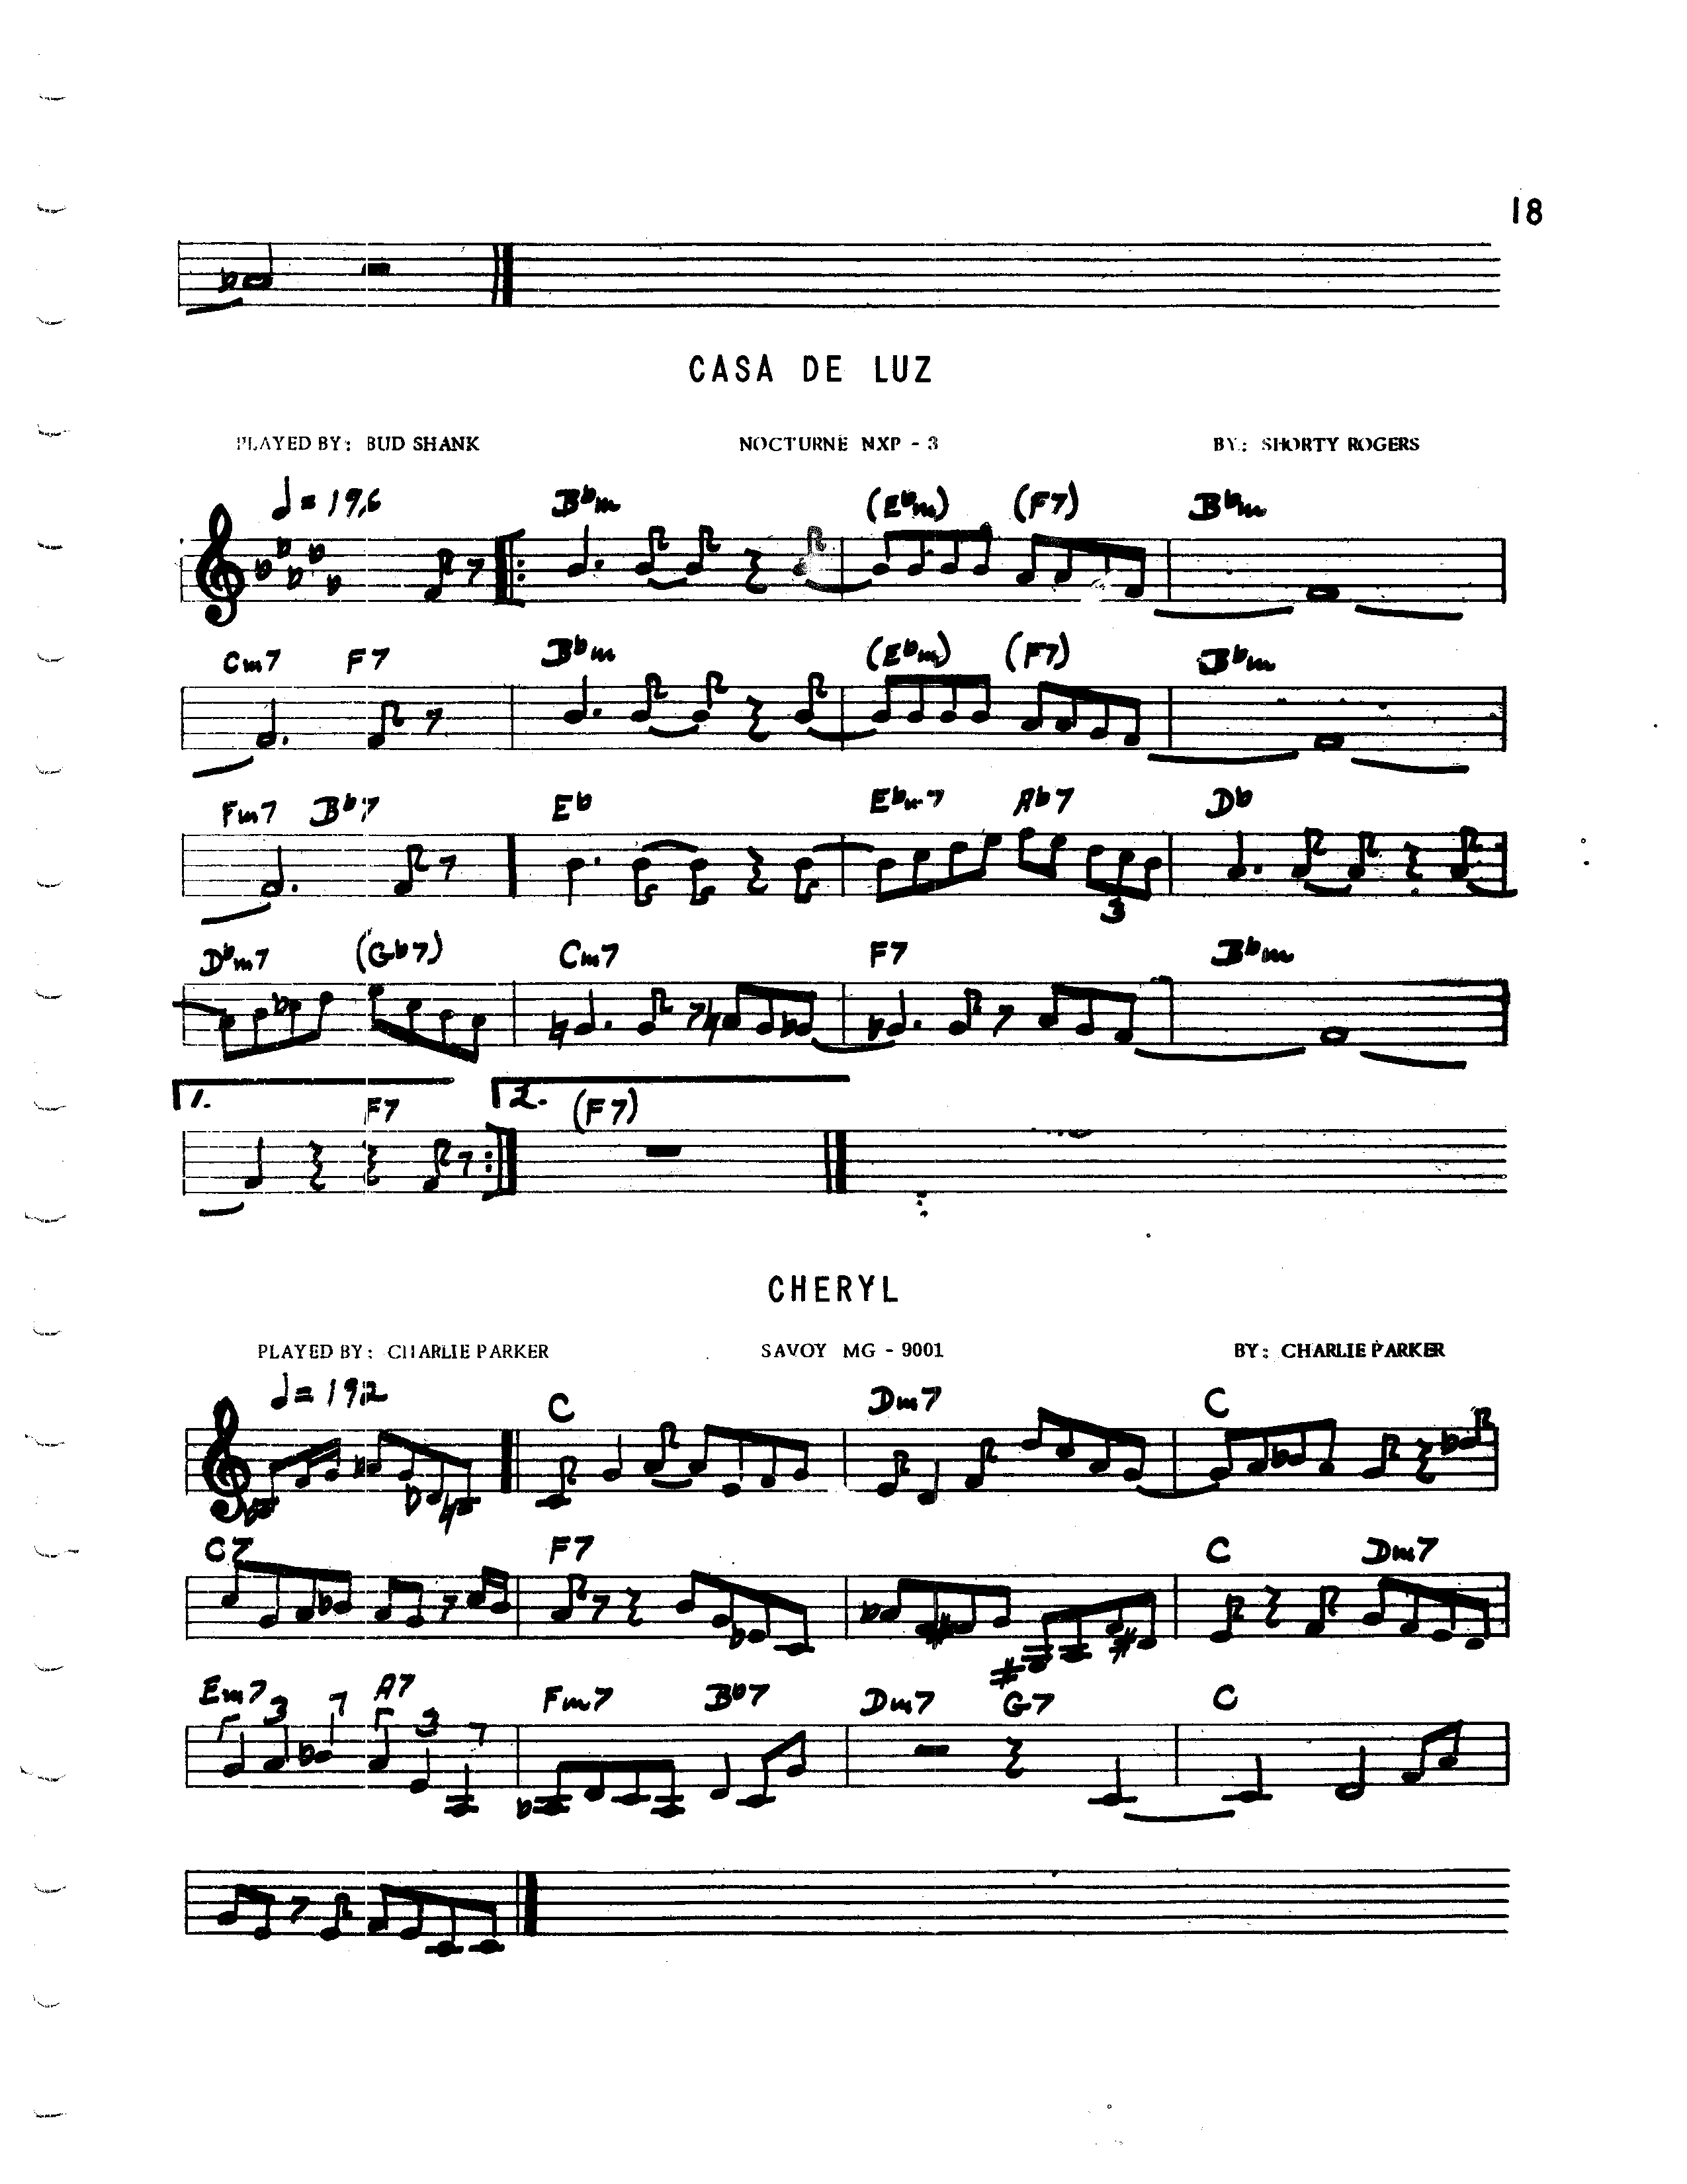 18
CASA DE LUZ
PLAYED BY: BUD SHANK NOCTURNE NXP - 3 BY: SHORTY ROGERS
♩ = 196 B♭m (E♭m) (F7) B♭m
Cm7 F7 B♭m (E♭m) (F7) B♭m
Fm7 B♭7 E♭ E♭m7 A♭7 D♭
3
D♭m7 (G♭7) Cm7 F7 B♭m
1. F7 2. (F7)
CHERYL
PLAYED BY: CHARLIE PARKER SAVOY MG - 9001 BY: CHARLIE PARKER
♩ = 192 C Dm7 C
C7 F7 C Dm7
Em7 A7 Fm7 B♭7 Dm7 G7 C
3 3